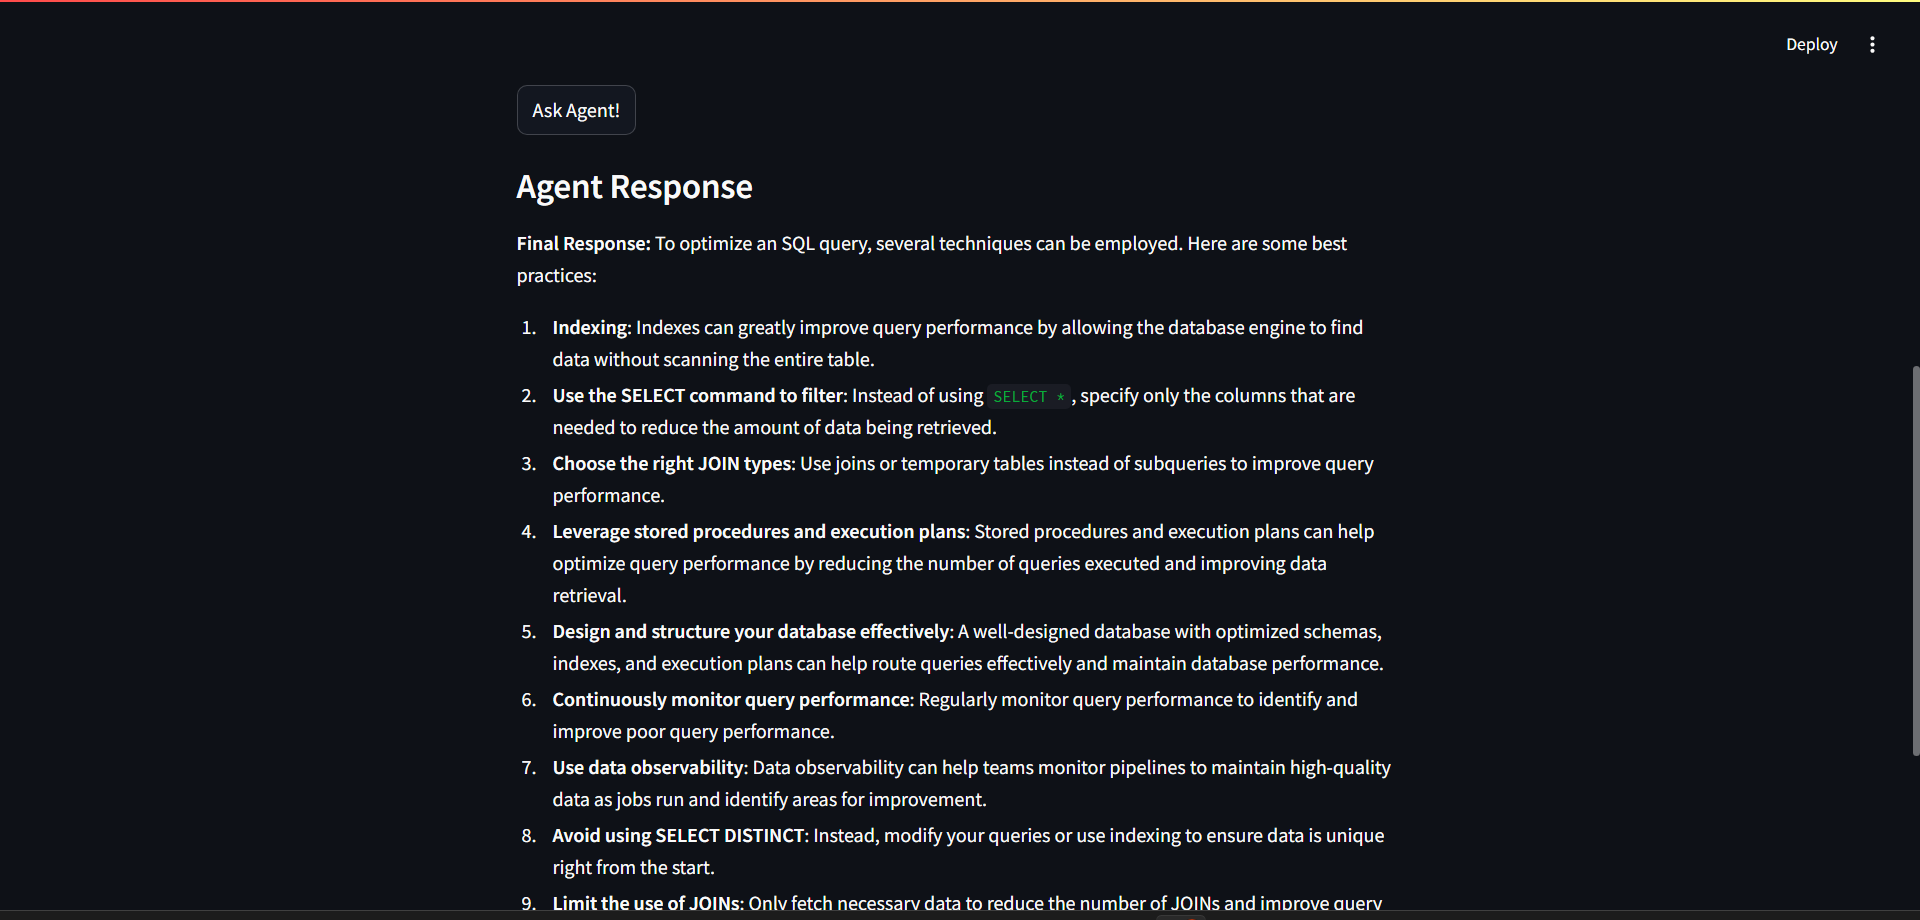 Deploy
Ask Agent!
Agent Response
Final Response: To optimize an SQL query, several techniques can be employed. Here are some best
practices:
1. Indexing: Indexes can greatly improve query performance by allowing the database engine to find
data without scanning the entire table.
2. Use the SELECT command to filter: Instead of using SELECT *, specify only the columns that are
needed to reduce the amount of data being retrieved.
3. Choose the right JOIN types: Use joins or temporary tables instead of subqueries to improve query
performance.
4. Leverage stored procedures and execution plans: Stored procedures and execution plans can help
optimize query performance by reducing the number of queries executed and improving data
retrieval.
5. Design and structure your database effectively: A well-designed database with optimized schemas,
indexes, and execution plans can help route queries effectively and maintain database performance.
6. Continuously monitor query performance: Regularly monitor query performance to identify and
improve poor query performance.
7. Use data observability: Data observability can help teams monitor pipelines to maintain high-quality
data as jobs run and identify areas for improvement.
8. Avoid using SELECT DISTINCT: Instead, modify your queries or use indexing to ensure data is unique
right from the start.
9. Limit the use of JOINs: Only fetch necessary data to reduce the number of JOINs and improve query